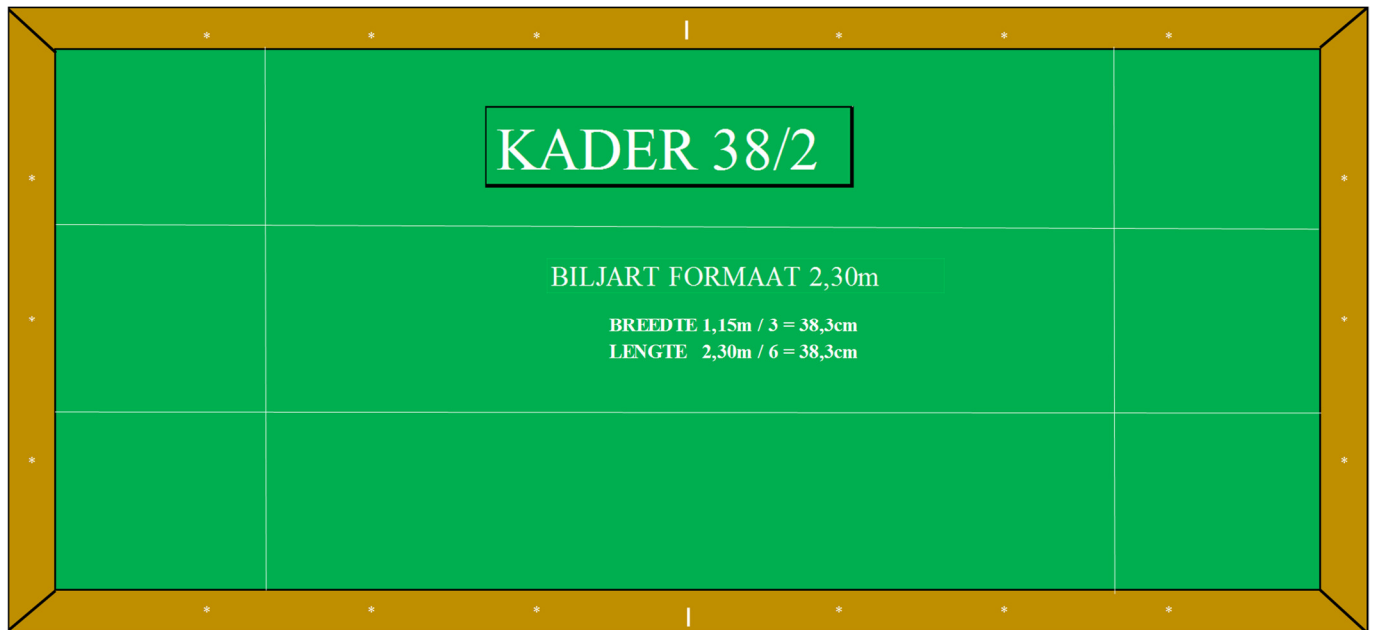 KADER 38/2
BILJART FORMAAT 2,30m
BREEDTE 1,15m / 3 = 38,3cm
LENGTE 2,30m / 6 = 38,3cm